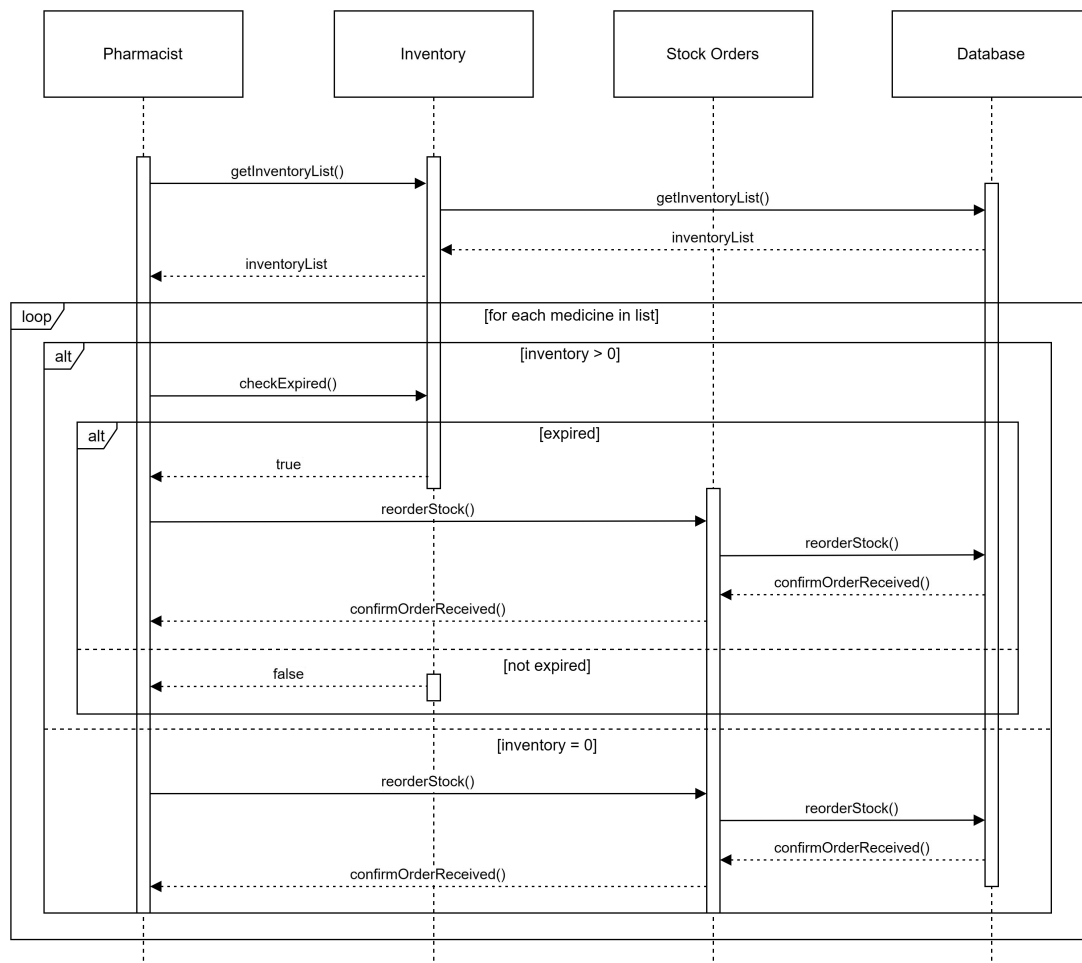 Pharmacist
Inventory
Stock Orders
Database
getInventoryList()
getInventoryList()
inventoryList
inventoryList
loop
[for each medicine in list]
alt
[inventory > 0]
checkExpired()
alt
[expired]
true
reorderStock()
reorderStock()
confirmOrderReceived()
confirmOrderReceived()
[not expired]
false
[inventory = 0]
reorderStock()
reorderStock()
confirmOrderReceived()
confirmOrderReceived()